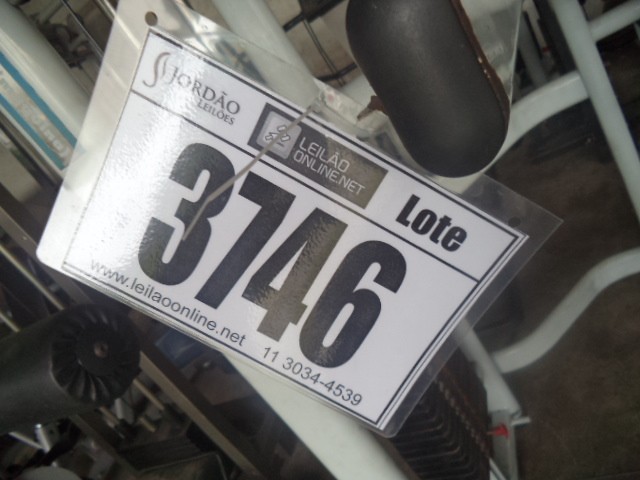 JORDÃO
LEILÕES
LEILÃO
ONLINE.NET
Lote
3746
www.leilaoonline.net 11 3034-4539